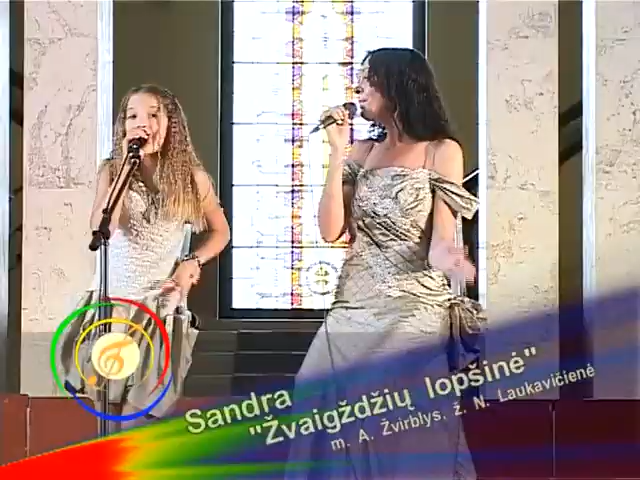 Sandra
"Žvaigždžių lopšinė"
m. A. Žvirblys, ž. N. Laukavičienė